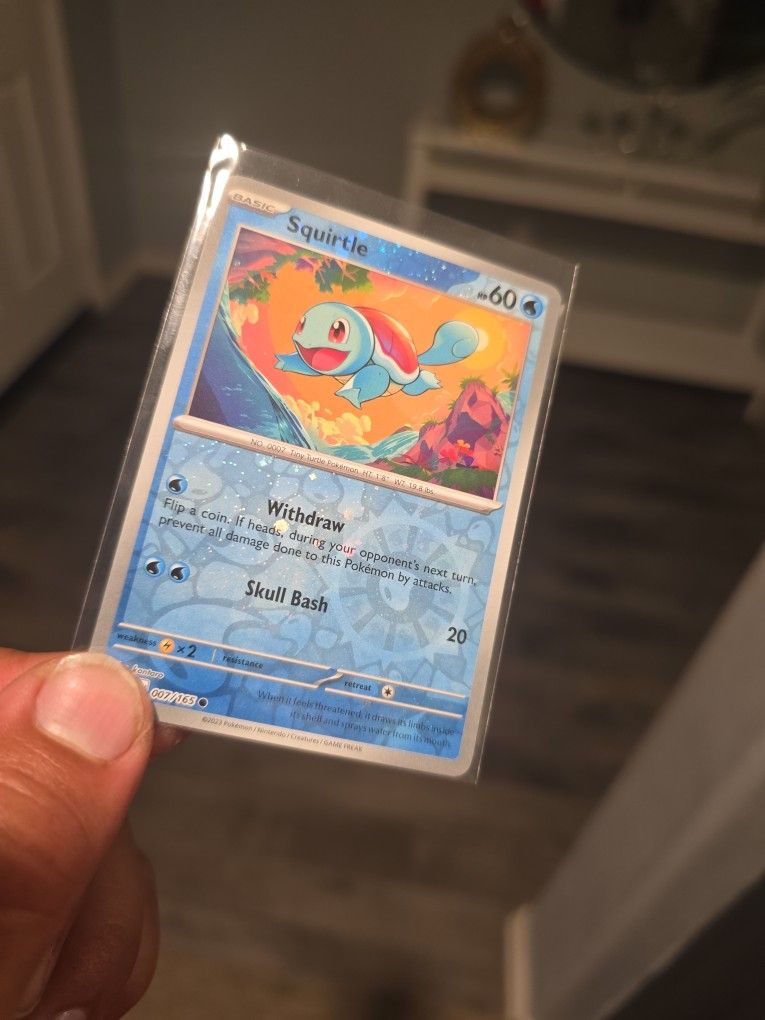 BASIC
Squirtle
HP 60
NO. 0007 Tiny Turtle Pokémon HT: 1'8" WT: 19.8 lbs.
Withdraw
Flip a coin. If heads, during your opponent's next turn,
prevent all damage done to this Pokémon by attacks.
Skull Bash
20
weakness ×2 resistance
retreat
007/165
When it feels threatened, it draws its limbs inside
its shell and sprays water from its mouth.
©2023 Pokémon / Nintendo / Creatures / GAME FREAK